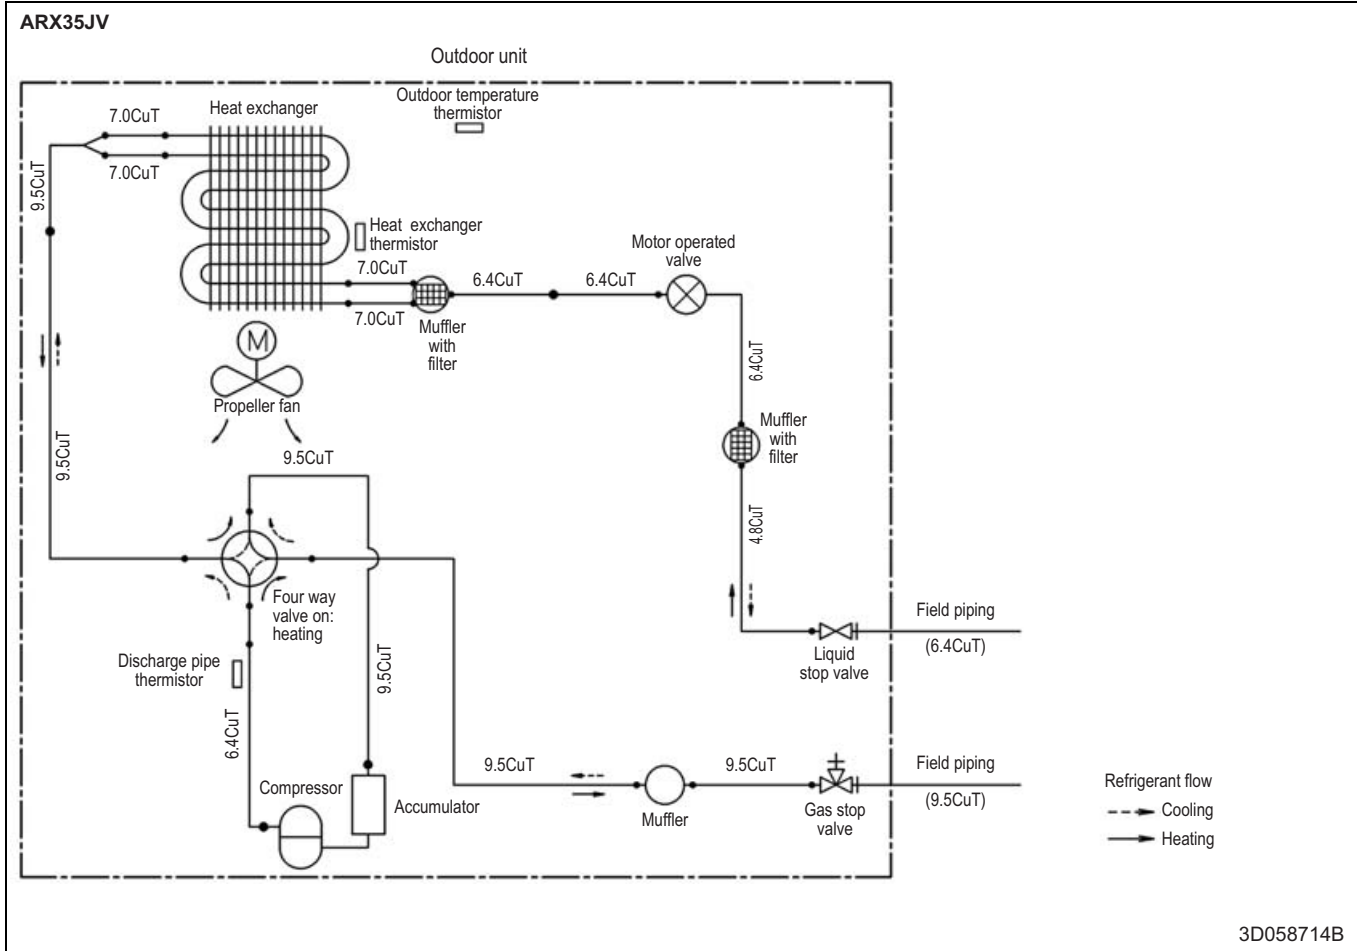 ARX35JV
Outdoor unit
Outdoor temperature
thermistor
Heat exchanger
7.0CuT
7.0CuT
9.5CuT
Heat exchanger
thermistor
7.0CuT
7.0CuT
Muffler
with
filter
6.4CuT
6.4CuT
Motor operated
valve
6.4CuT
Muffler
with
filter
4.8CuT
M
Propeller fan
9.5CuT
9.5CuT
Four way
valve on:
heating
Discharge pipe
thermistor
6.4CuT
9.5CuT
Compressor
Accumulator
9.5CuT
Muffler
9.5CuT
Liquid
stop valve
Field piping
(6.4CuT)
Gas stop
valve
Field piping
(9.5CuT)
Refrigerant flow
Cooling
Heating
3D058714B